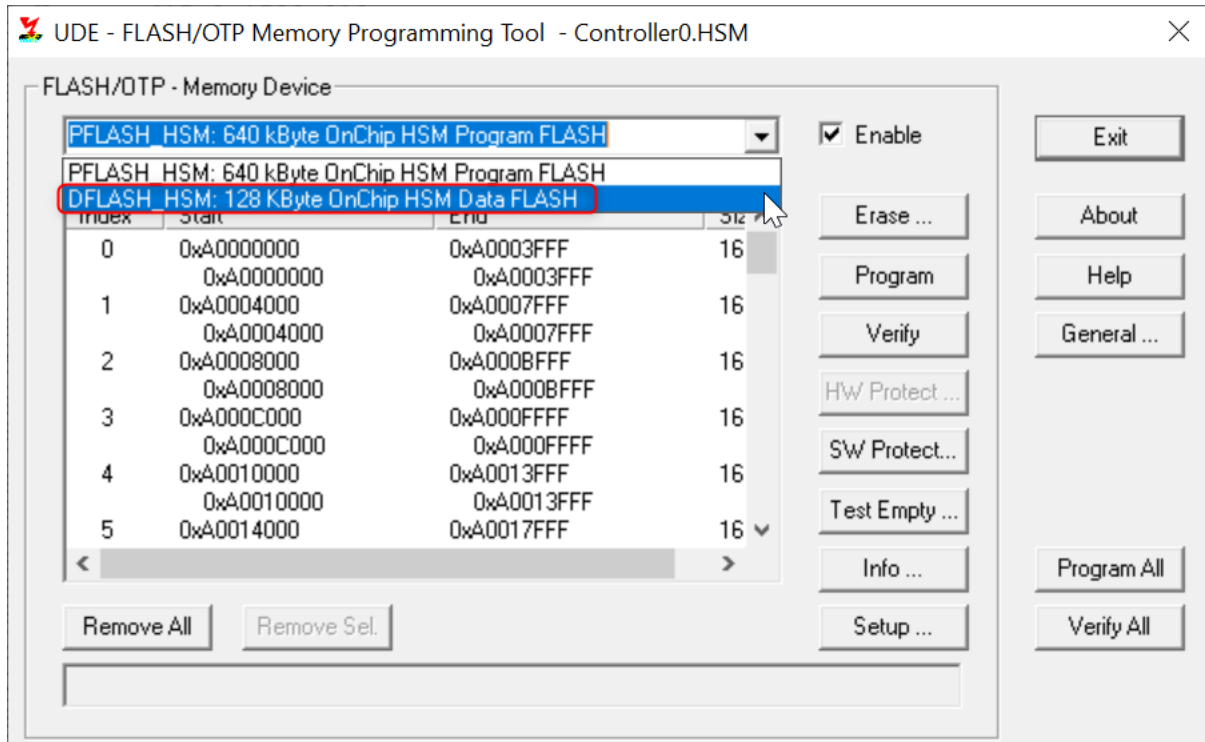 UDE - FLASH/OTP Memory Programming Tool - Controller0.HSM
FLASH/OTP - Memory Device
PFLASH_HSM: 640 kByte OnChip HSM Program FLASH
Enable
Exit
PFLASH_HSM: 640 kByte OnChip HSM Program FLASH
DFLASH_HSM: 128 KByte OnChip HSM Data FLASH
Index Start End Siz
Erase ...
About
0 0xA0000000 0xA0003FFF 16
0xA0000000 0xA0003FFF
Program
Help
1 0xA0004000 0xA0007FFF 16
0xA0004000 0xA0007FFF
Verify
General ...
2 0xA0008000 0xA000BFFF 16
0xA0008000 0xA000BFFF
HW Protect ...
3 0xA000C000 0xA000FFFF 16
0xA000C000 0xA000FFFF
SW Protect...
4 0xA0010000 0xA0013FFF 16
0xA0010000 0xA0013FFF
Test Empty ...
5 0xA0014000 0xA0017FFF 16
Info ...
Program All
Remove All
Remove Sel.
Setup ...
Verify All